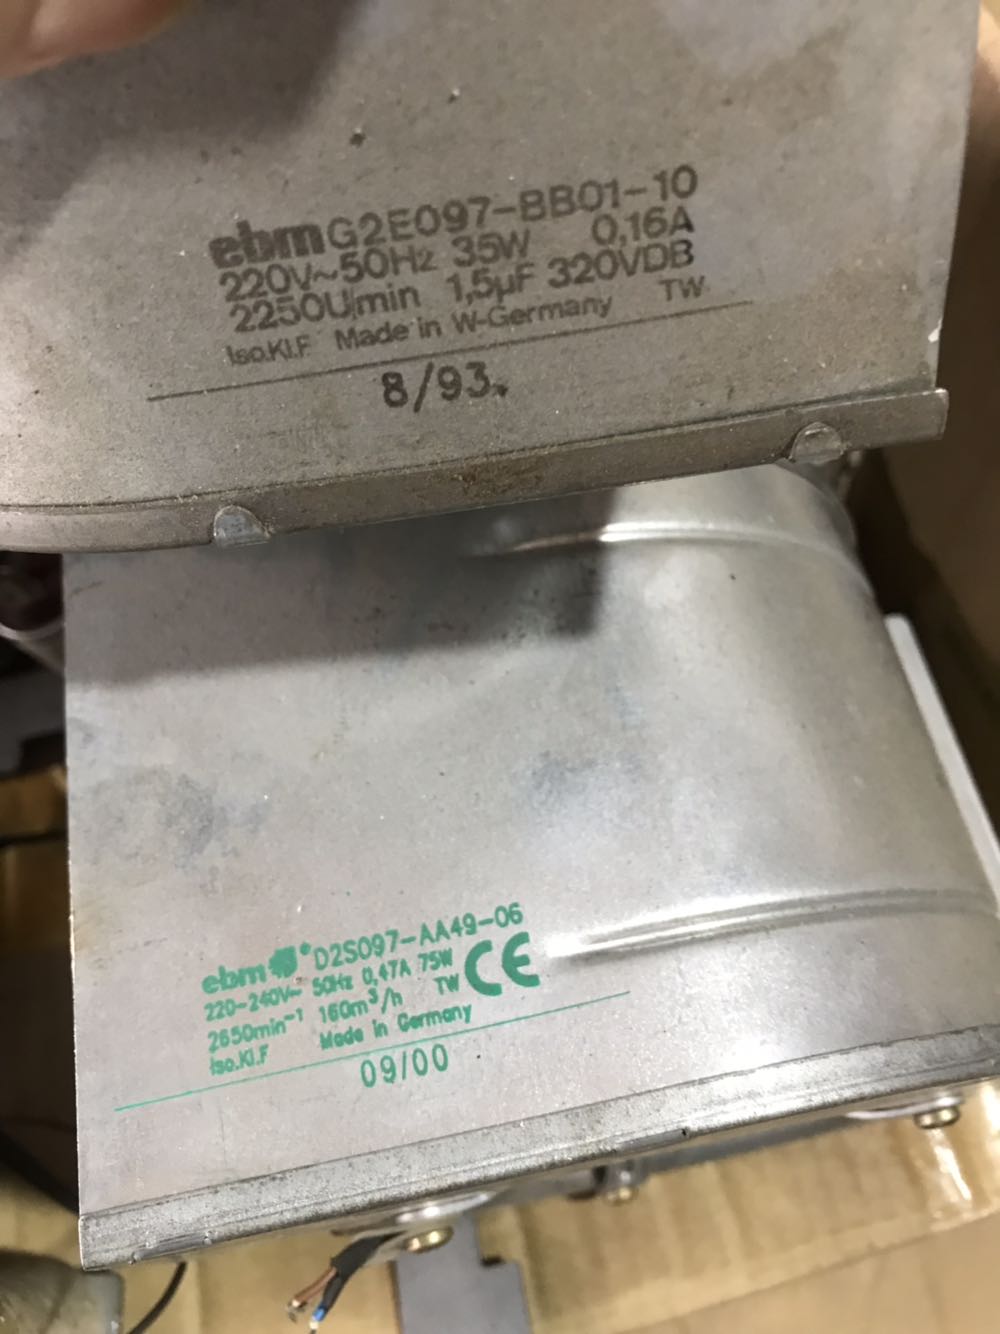 ebm G2E097-BB01-10
220V~50Hz 35W 0,16A
2250U/min 1,5µF 320VDB
Iso.Kl.F Made in W-Germany TW
8/93.
ebm D2S097-AA49-06
220-240V~ 50Hz 0,47A 75W
2650min⁻¹ 160m³/h TW CE
Iso.Kl.F Made in Germany
09/00